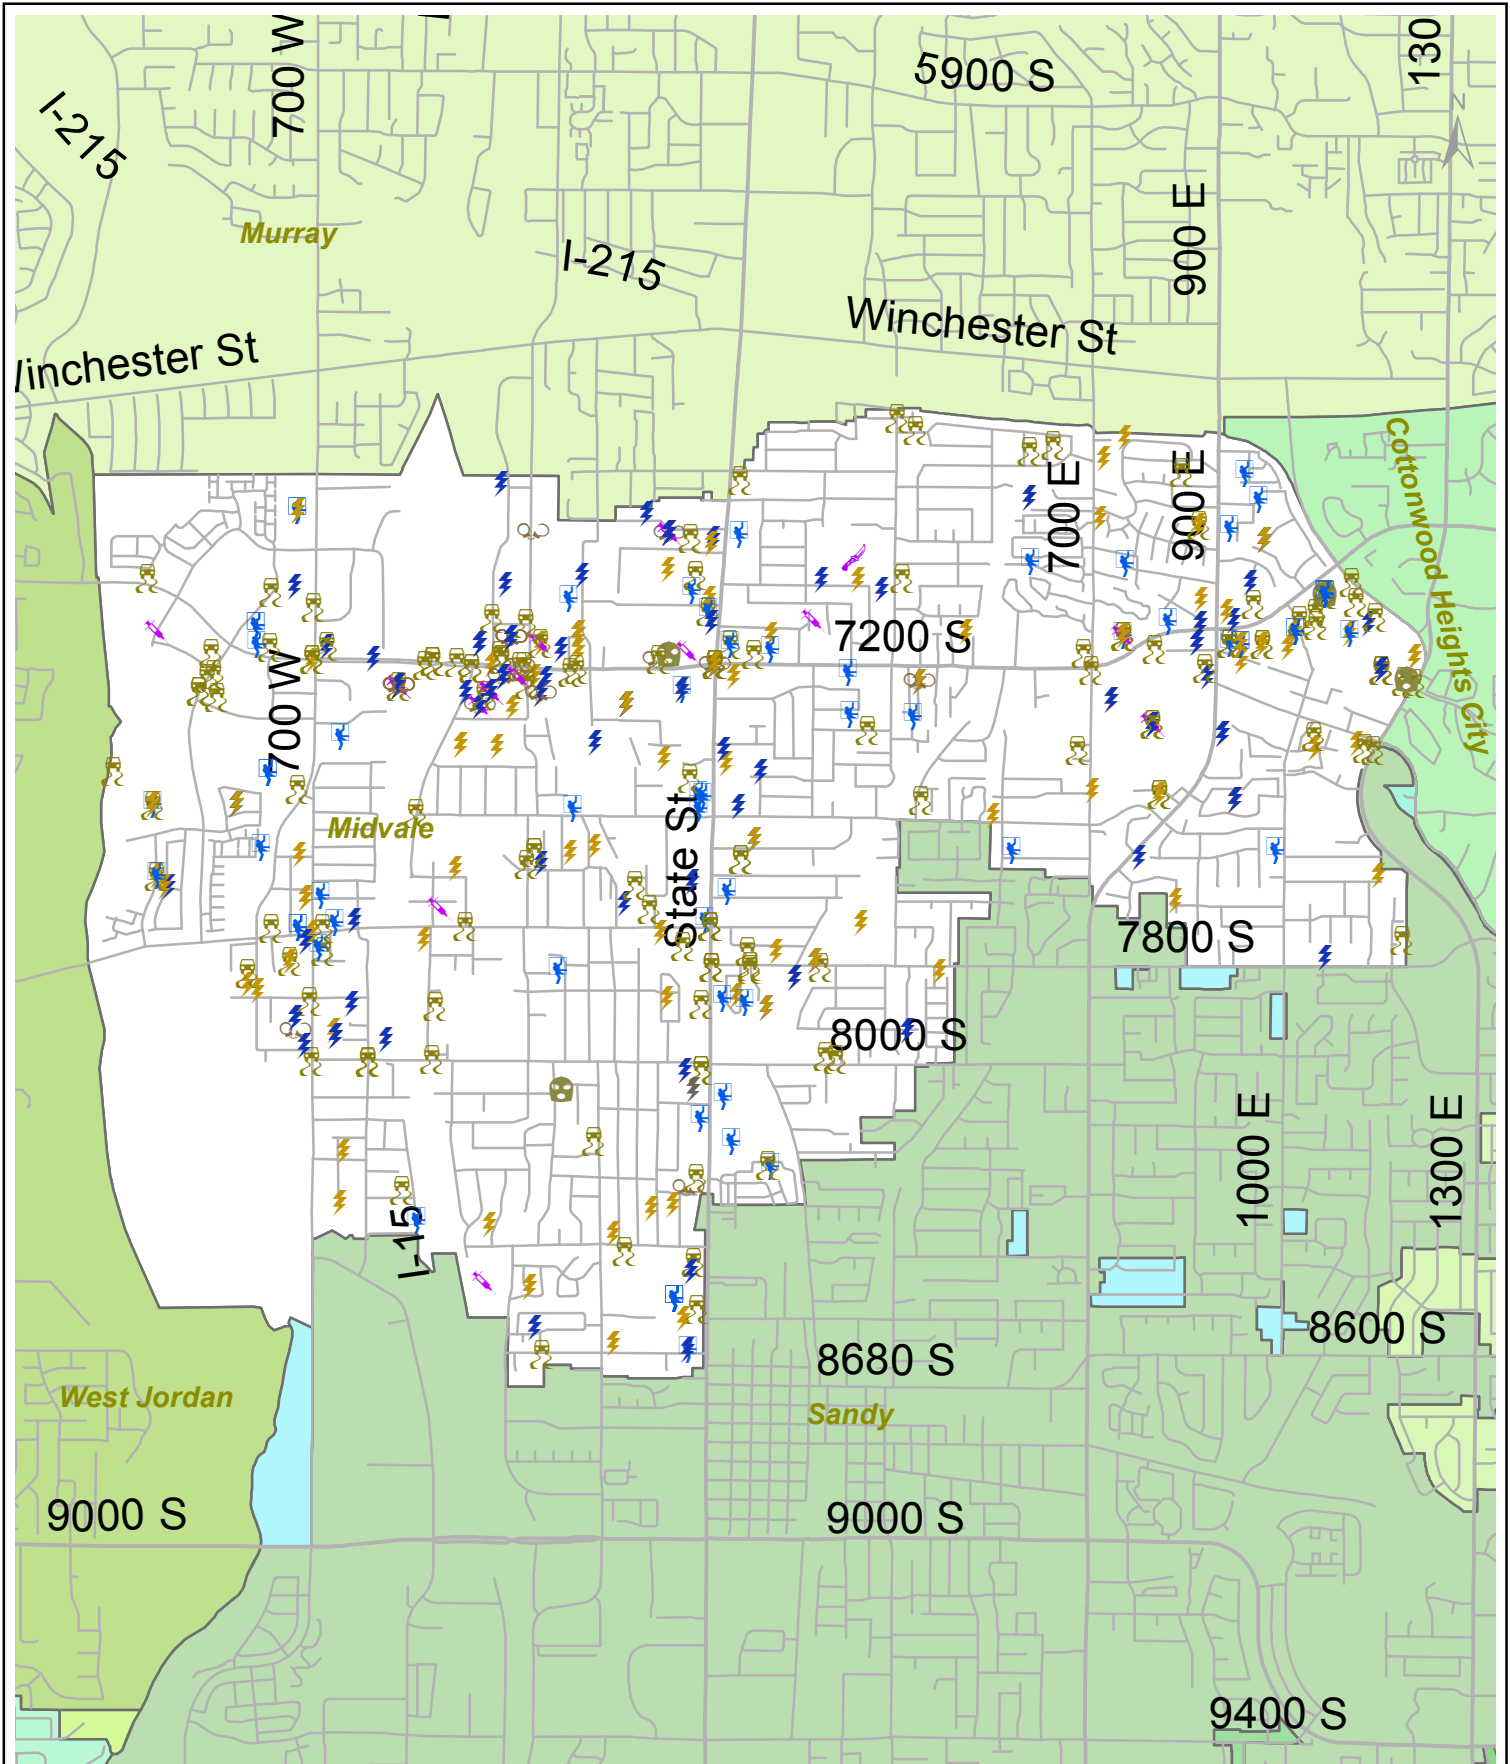 700 W
5900 S
130
I-215
N
Murray
900 E
I-215
Winchester St
/inchester St
Cottonwood Heights City
700 E
900 E
7200 S
700 W
State St
Midvale
7800 S
8000 S
1000 E
1300 E
I-15
8600 S
8680 S
West Jordan
Sandy
9000 S
9000 S
9400 S